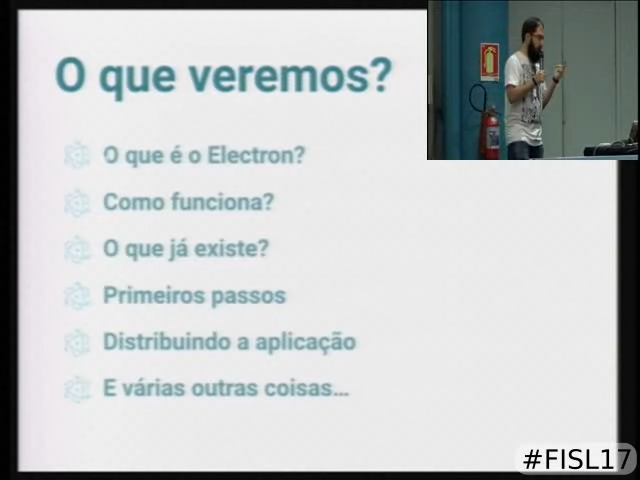 O que veremos?
O que é o Electron?
Como funciona?
O que já existe?
Primeiros passos
Distribuindo a aplicação
E várias outras coisas...
#FISL17